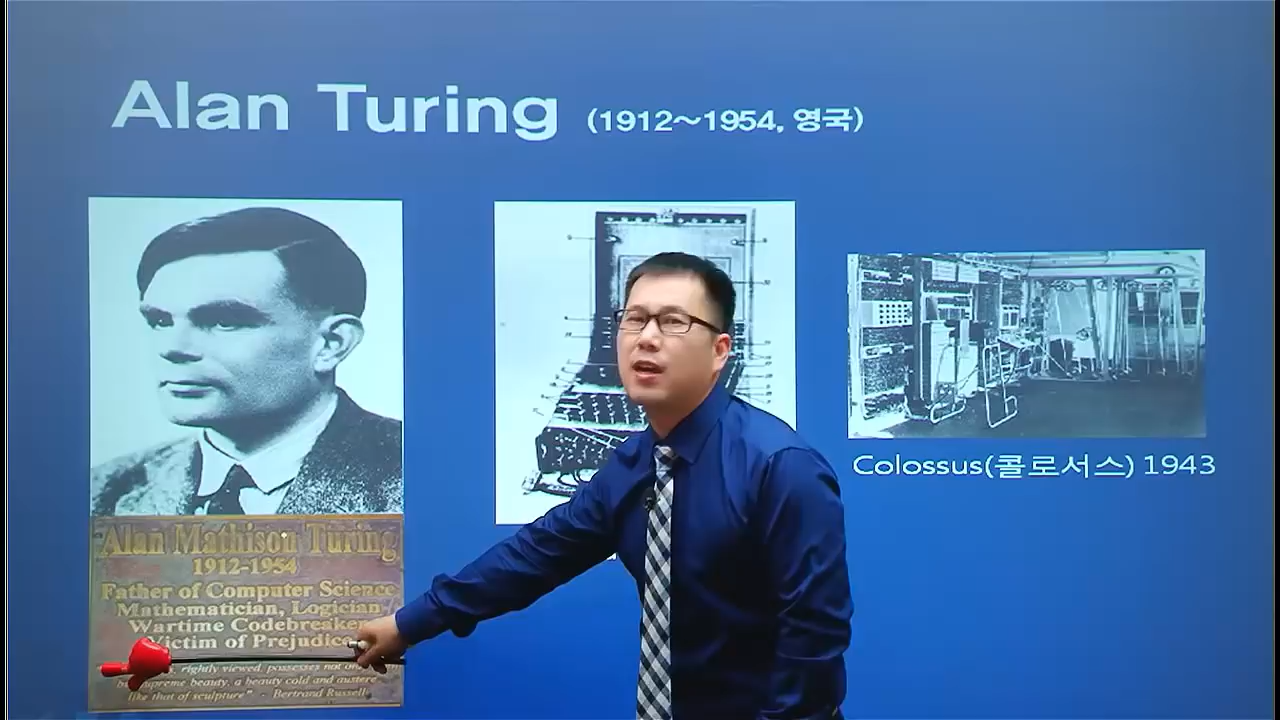 Alan Turing (1912~1954, 영국)
Alan Mathison Turing
1912-1954
Father of Computer Science
Mathematician, Logician
Wartime Codebreaker
Victim of Prejudice
rightly viewed, possesses not
supreme beauty, a beauty cold and austere
like that of sculpture" - Bertrand Russell
Colossus(콜로서스) 1943